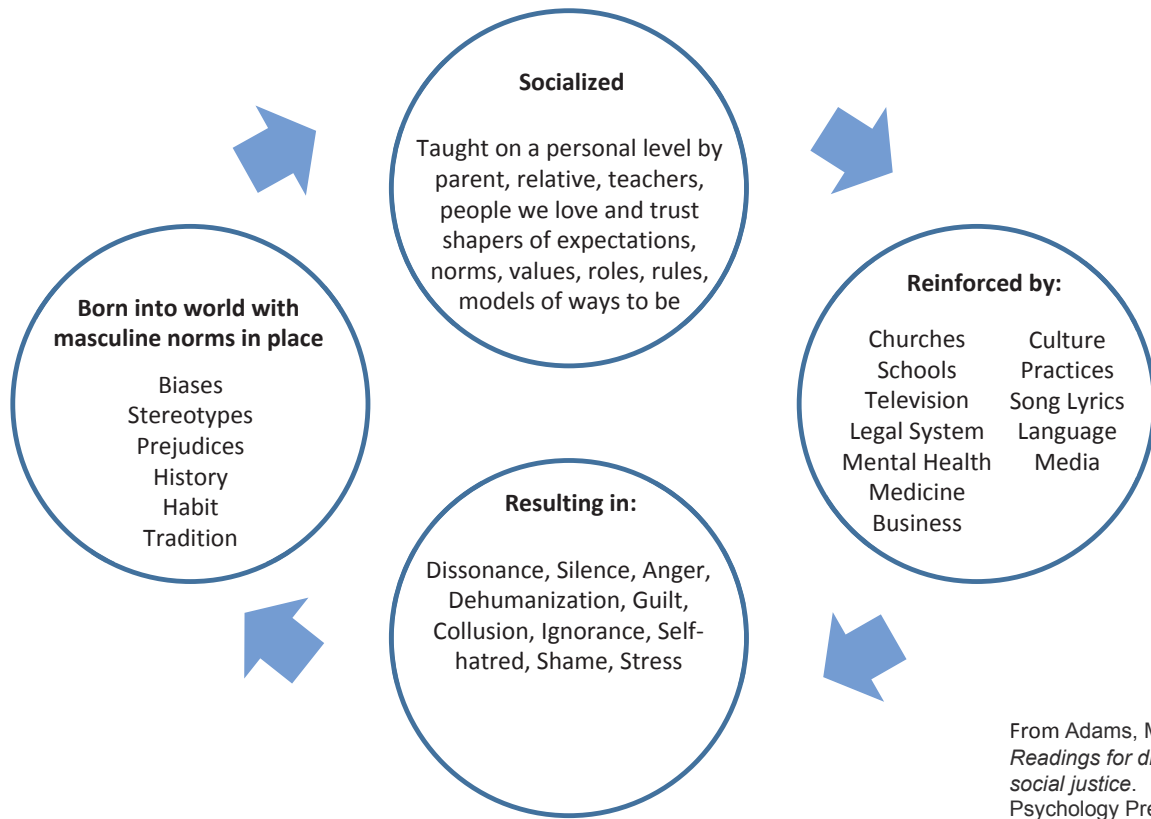 Socialized
Taught on a personal level by
parent, relative, teachers,
people we love and trust
shapers of expectations,
norms, values, roles, rules,
models of ways to be
Born into world with
masculine norms in place
Biases
Stereotypes
Prejudices
History
Habit
Tradition
Reinforced by:
Churches
Schools
Television
Legal System
Mental Health
Medicine
Business
Culture
Practices
Song Lyrics
Language
Media
Resulting in:
Dissonance, Silence, Anger,
Dehumanization, Guilt,
Collusion, Ignorance, Self-
hatred, Shame, Stress
From Adams, M
Readings for di
social justice.
Psychology Pre